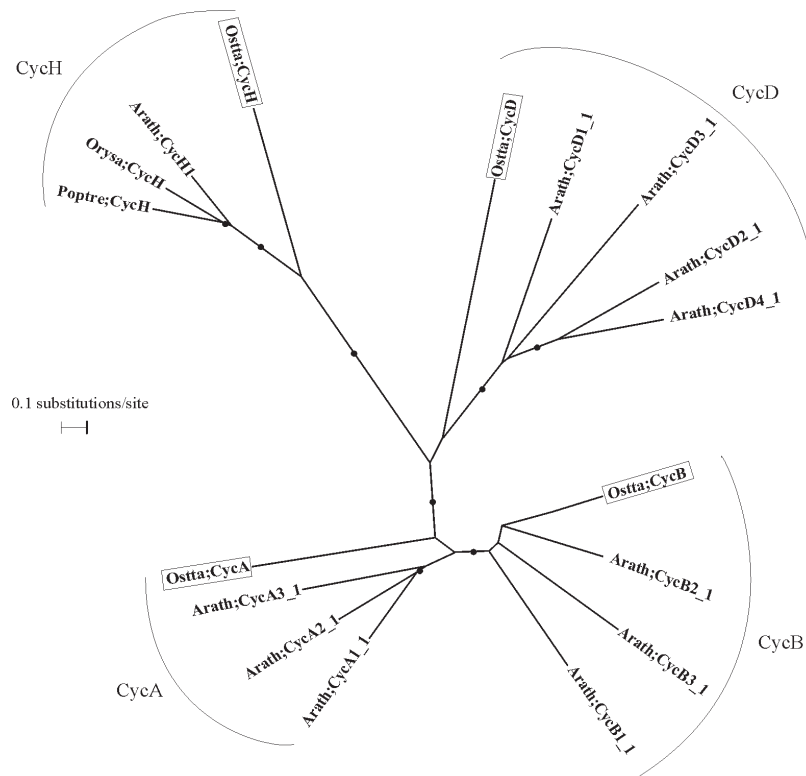 CycH
Ostta;CycH
Arath;CycH1
Orysa;CycH
Poptre;CycH
CycD
Ostta;CycD
Arath;CycD1_1
Arath;CycD3_1
Arath;CycD2_1
Arath;CycD4_1
0.1 substitutions/site
Ostta;CycB
Arath;CycB2_1
Arath;CycB3_1
Arath;CycB1_1
CycB
Ostta;CycA
Arath;CycA3_1
Arath;CycA2_1
Arath;CycA1_1
CycA